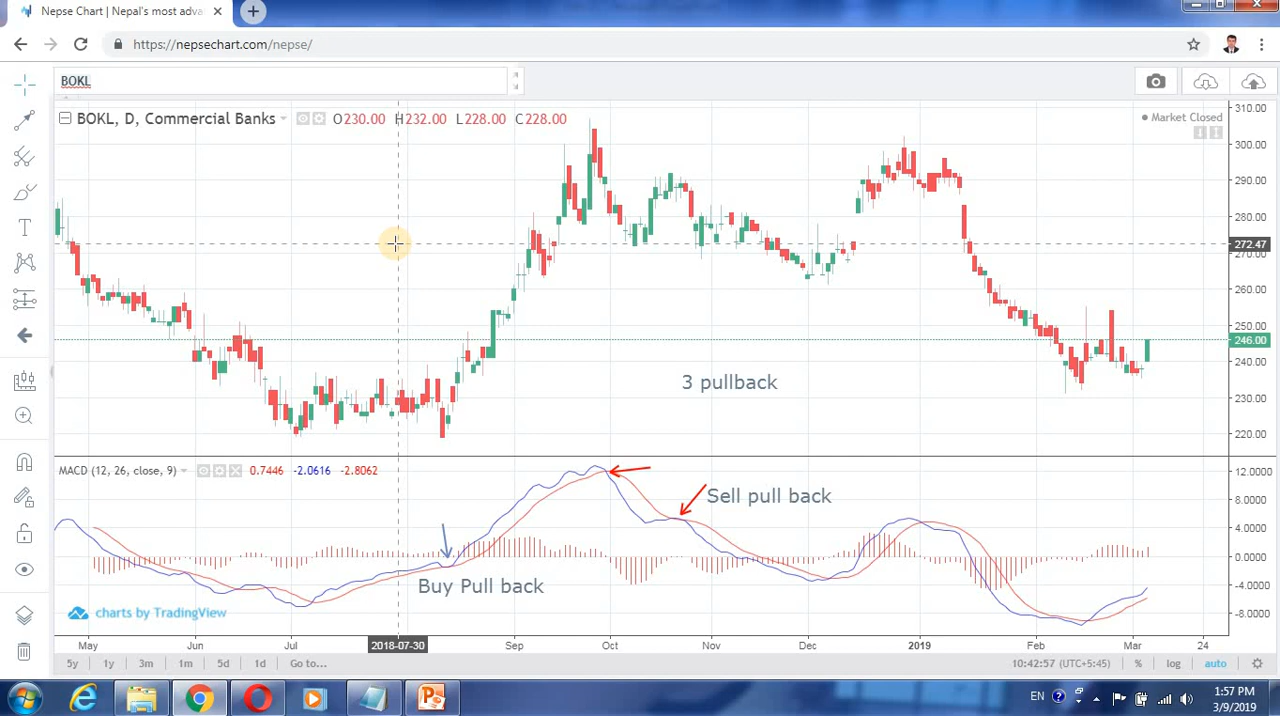 Nepse Chart | Nepal's most adva
https://nepsechart.com/nepse/
BOKL
BOKL, D, Commercial Banks O230.00 H232.00 L228.00 C228.00
Market Closed
310.00
300.00
290.00
280.00
272.47
270.00
260.00
250.00
246.00
240.00
230.00
220.00
3 pullback
MACD (12, 26, close, 9) 0.7446 -2.0616 -2.8062
12.0000
8.0000
4.0000
0.0000
-4.0000
-8.0000
Sell pull back
Buy Pull back
charts by TradingView
May Jun Jul 2018-07-30 Sep Oct Nov Dec 2019 Feb Mar 24
5y 1y 3m 1m 5d 1d Go to... 10:42:57 (UTC+5:45) % log auto
EN 1:57 PM
3/9/2019